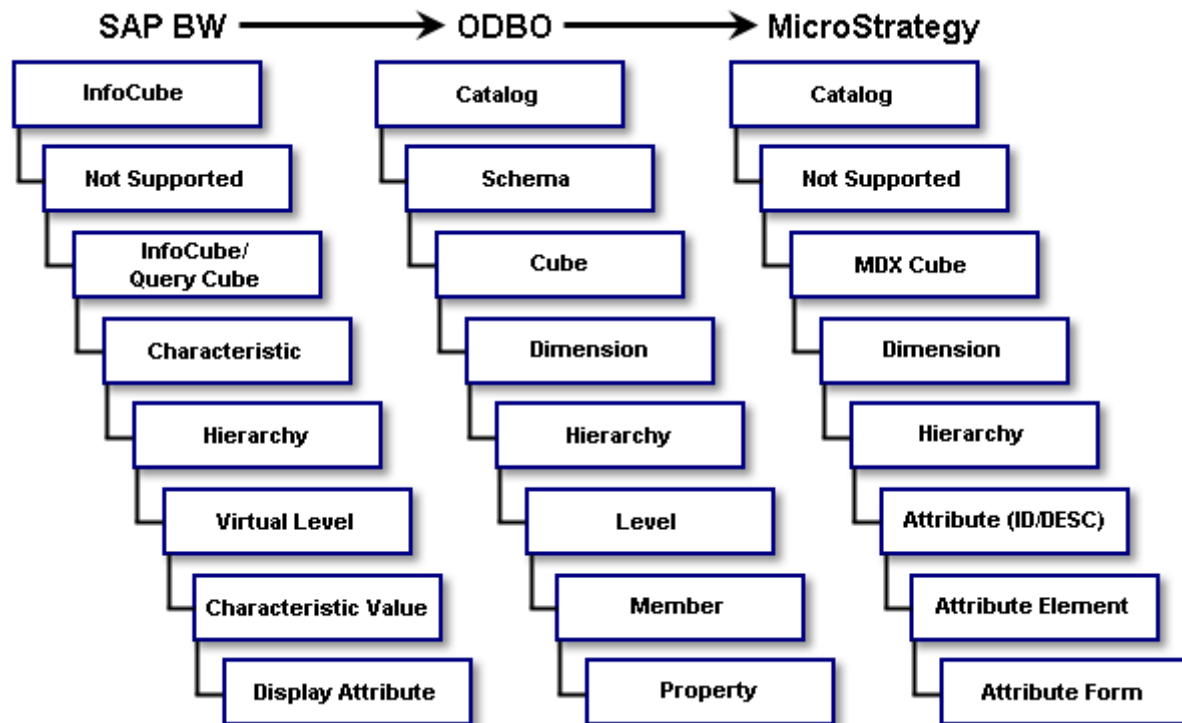 SAP BW
ODBO
MicroStrategy
InfoCube
Not Supported
InfoCube/
Query Cube
Characteristic
Hierarchy
Virtual Level
Characteristic Value
Display Attribute
Catalog
Schema
Cube
Dimension
Hierarchy
Level
Member
Property
Catalog
Not Supported
MDX Cube
Dimension
Hierarchy
Attribute (ID/DESC)
Attribute Element
Attribute Form